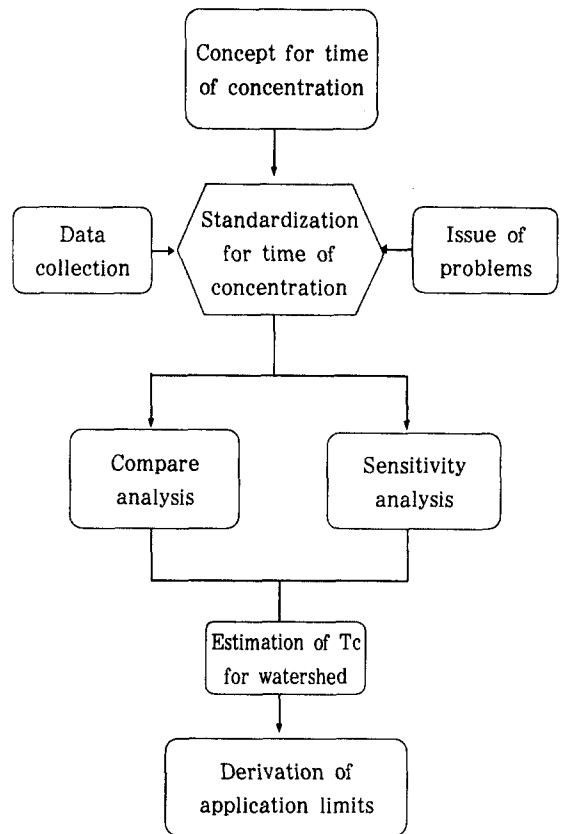 Concept for time
of concentration
Data
collection
Standardization
for time of
concentration
Issue of
problems
Compare
analysis
Sensitivity
analysis
Estimation of Tc
for watershed
Derivation of
application limits